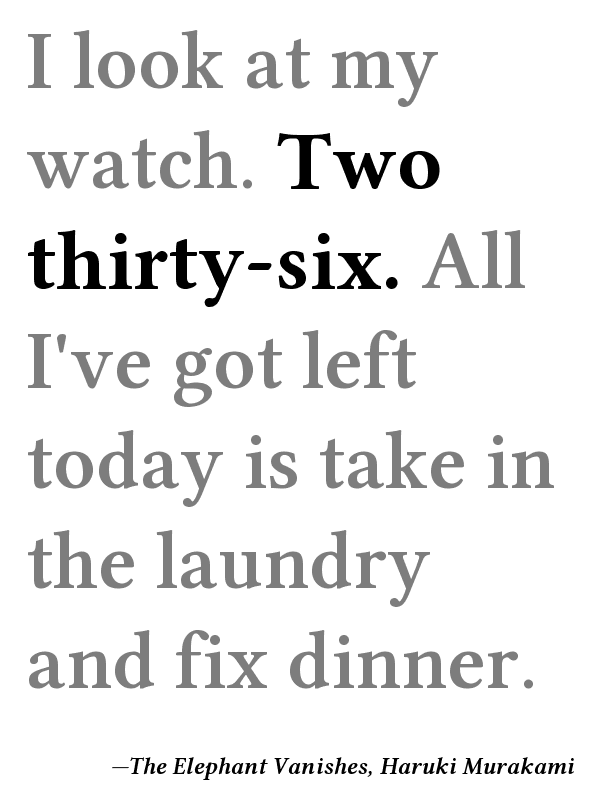 I look at my
watch. Two
thirty-six. All
I've got left
today is take in
the laundry
and fix dinner.
—The Elephant Vanishes, Haruki Murakami